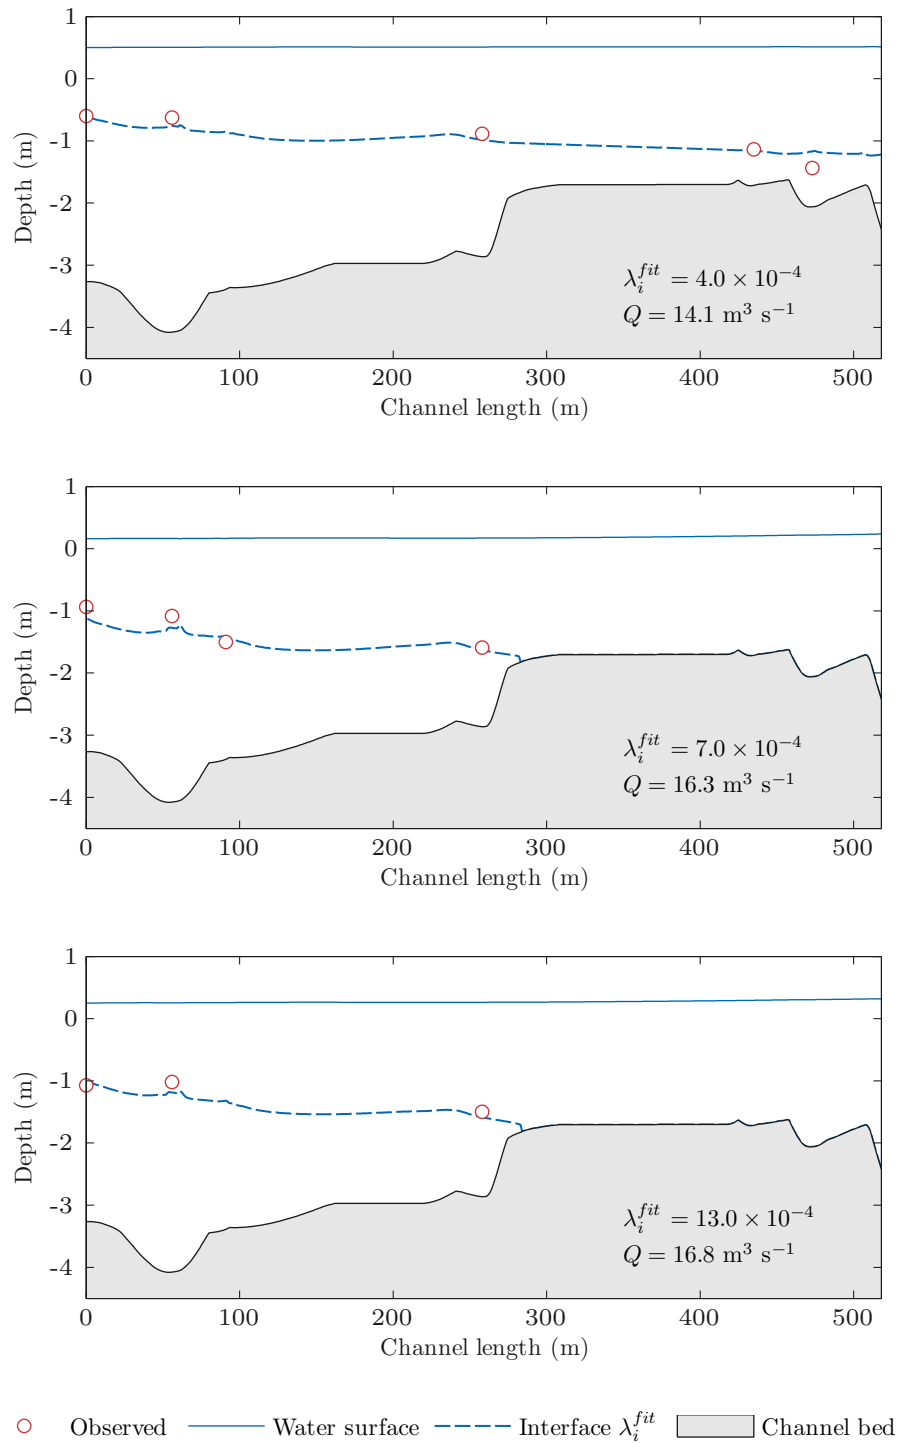 1
0
-1
-2
-3
-4
Depth (m)
λ_i^{fit} = 4.0 × 10⁻⁴
Q = 14.1 m³ s⁻¹
0 100 200 300 400 500
Channel length (m)
1
0
-1
-2
-3
-4
Depth (m)
λ_i^{fit} = 7.0 × 10⁻⁴
Q = 16.3 m³ s⁻¹
0 100 200 300 400 500
Channel length (m)
1
0
-1
-2
-3
-4
Depth (m)
λ_i^{fit} = 13.0 × 10⁻⁴
Q = 16.8 m³ s⁻¹
0 100 200 300 400 500
Channel length (m)
Observed Water surface Interface λ_i^{fit} Channel bed